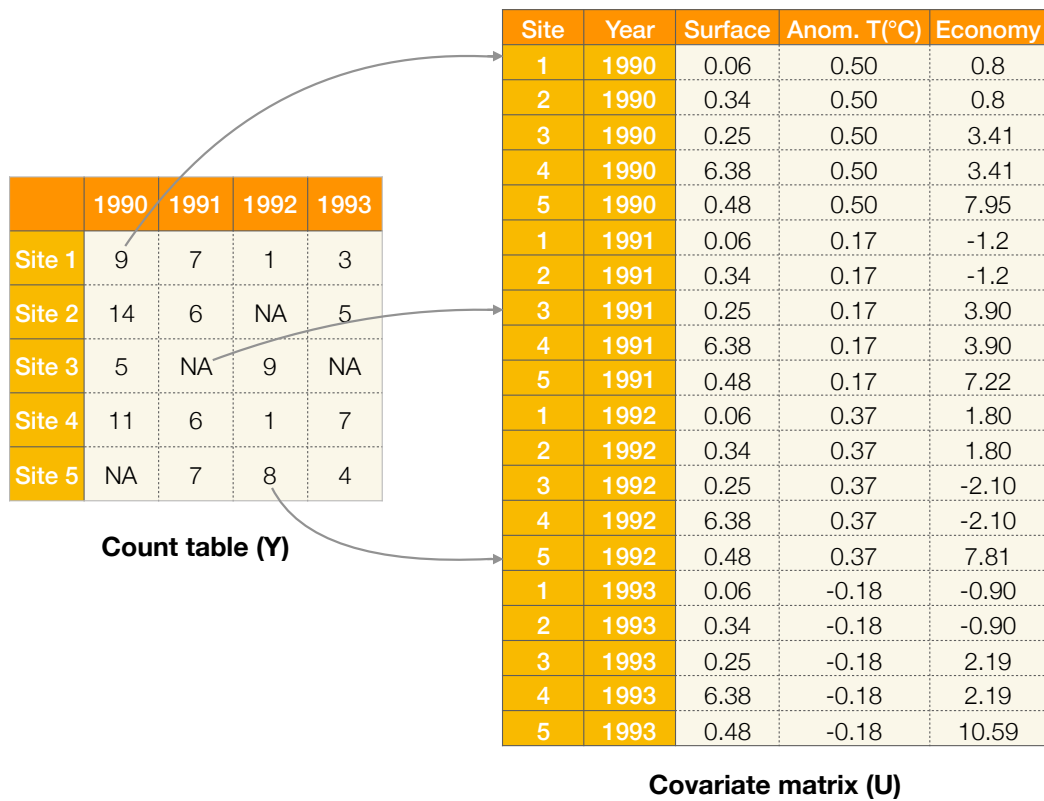 1990 1991 1992 1993
Site 1 9 7 1 3
Site 2 14 6 NA 5
Site 3 5 NA 9 NA
Site 4 11 6 1 7
Site 5 NA 7 8 4
Count table (Y)
Site Year Surface Anom. T(°C) Economy
1 1990 0.06 0.50 0.8
2 1990 0.34 0.50 0.8
3 1990 0.25 0.50 3.41
4 1990 6.38 0.50 3.41
5 1990 0.48 0.50 7.95
1 1991 0.06 0.17 -1.2
2 1991 0.34 0.17 -1.2
3 1991 0.25 0.17 3.90
4 1991 6.38 0.17 3.90
5 1991 0.48 0.17 7.22
1 1992 0.06 0.37 1.80
2 1992 0.34 0.37 1.80
3 1992 0.25 0.37 -2.10
4 1992 6.38 0.37 -2.10
5 1992 0.48 0.37 7.81
1 1993 0.06 -0.18 -0.90
2 1993 0.34 -0.18 -0.90
3 1993 0.25 -0.18 2.19
4 1993 6.38 -0.18 2.19
5 1993 0.48 -0.18 10.59
Covariate matrix (U)